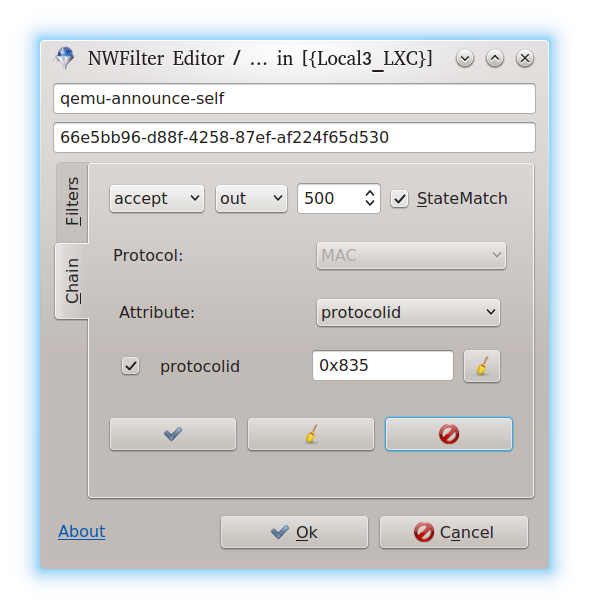 NWFilter Editor / ... in [{Local3_LXC}]
qemu-announce-self
66e5bb96-d88f-4258-87ef-af224f65d530
Filters
Chain
accept out 500 StateMatch
Protocol: MAC
Attribute: protocolid
protocolid 0x835
About Ok Cancel